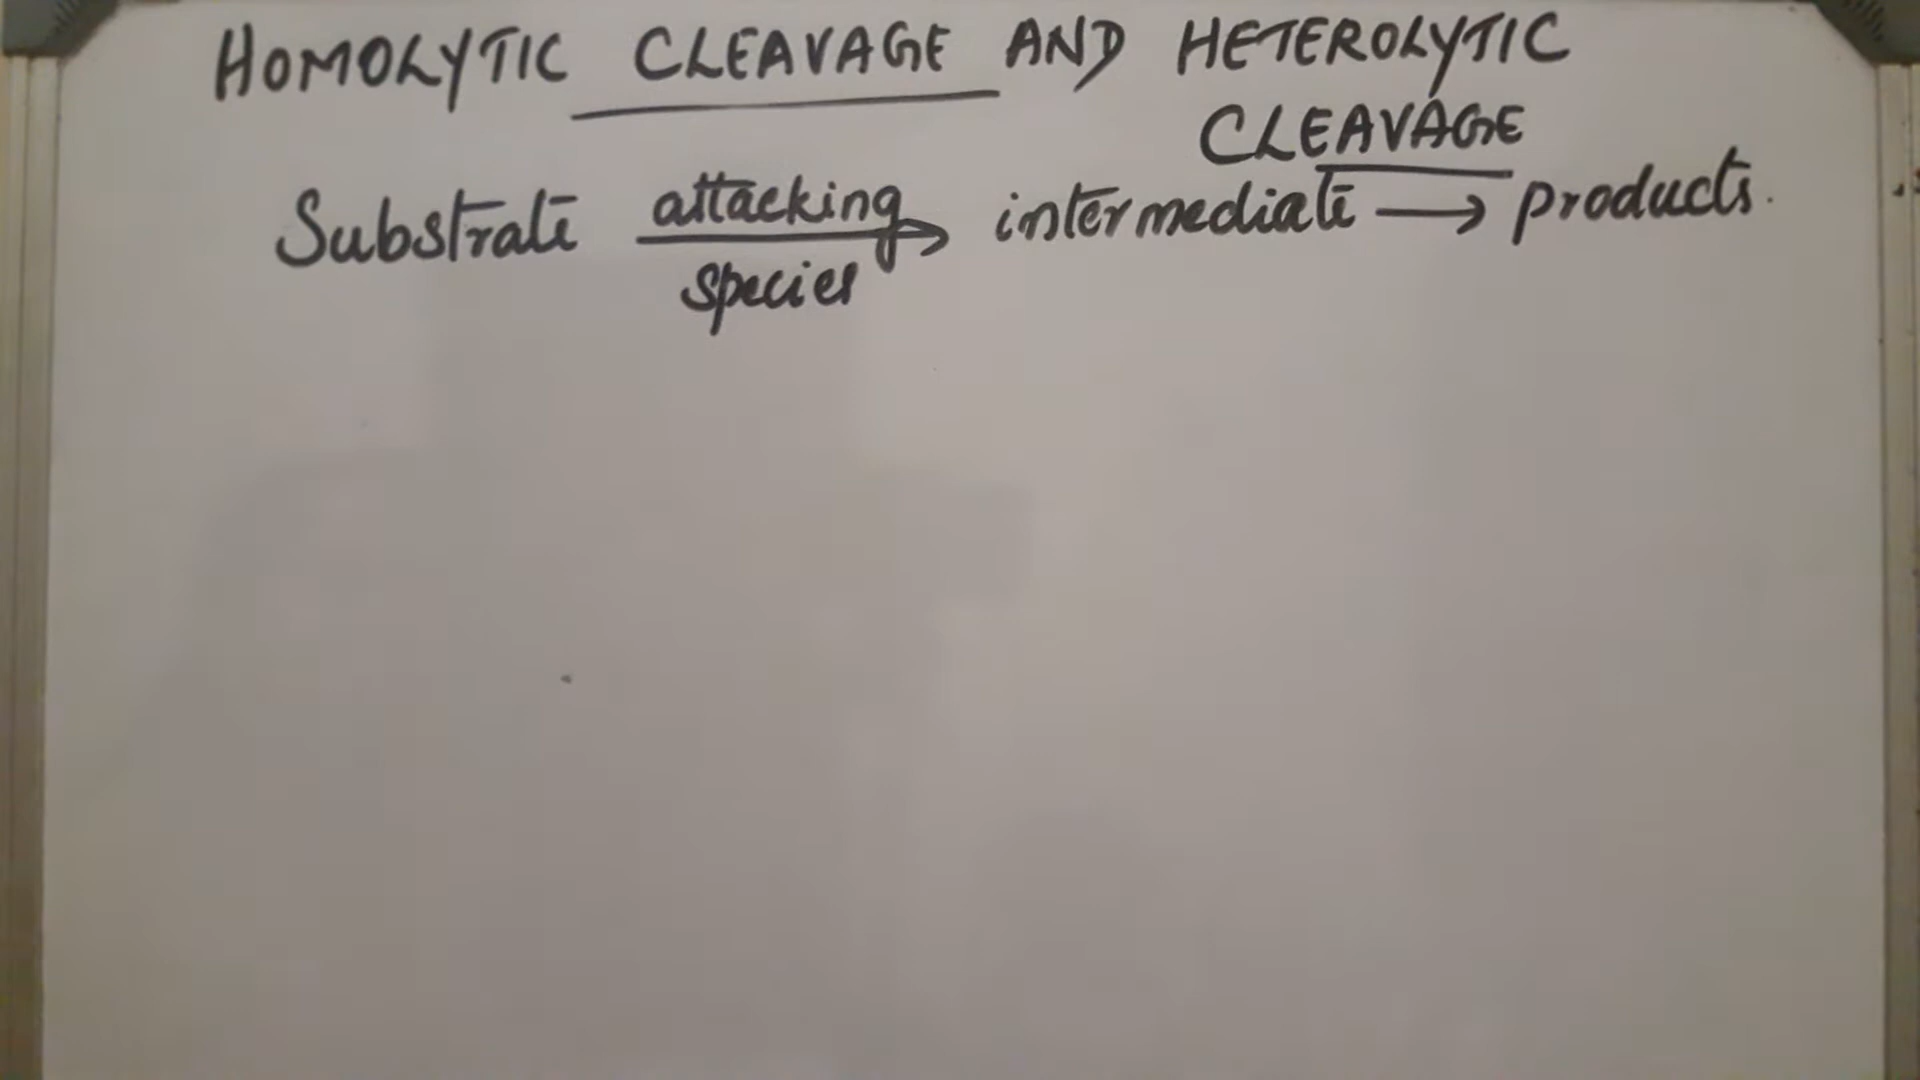 HOMOLYTIC CLEAVAGE AND HETEROLYTIC
CLEAVAGE
Substrate attacking species → intermediate → products.